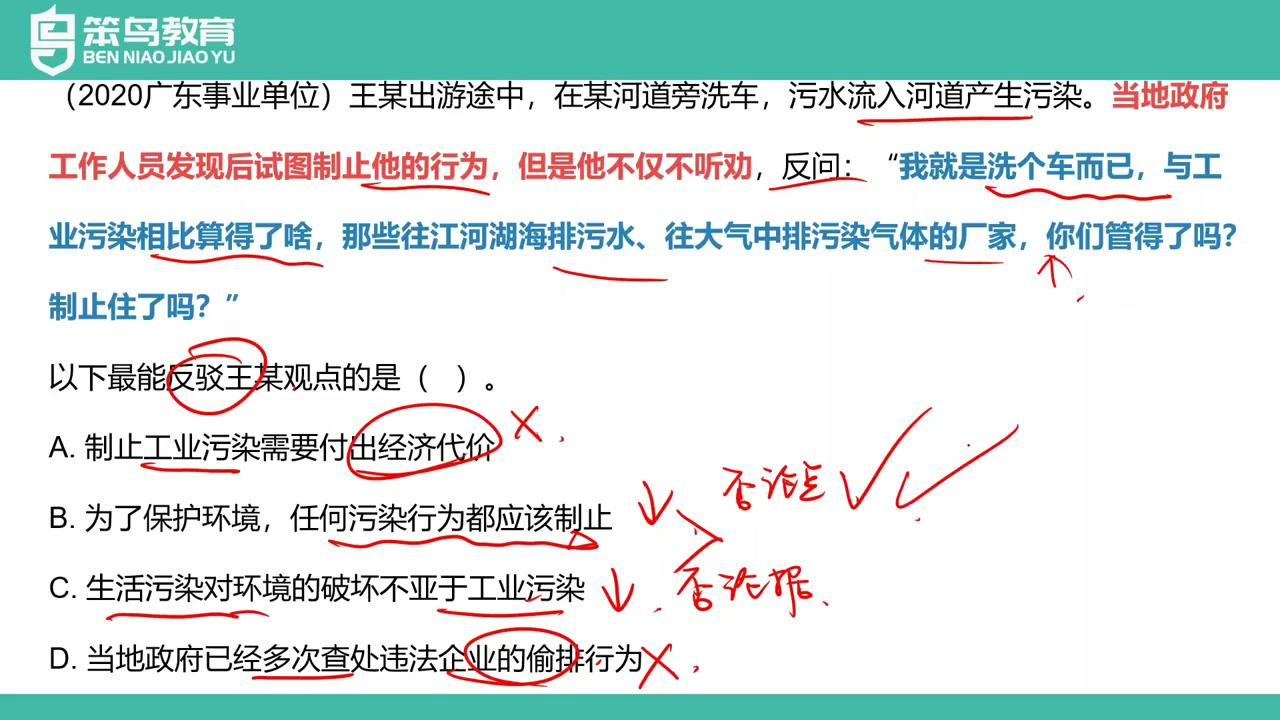 笨鸟教育
BEN NIAO JIAO YU
（2020广东事业单位）王某出游途中，在某河道旁洗车，污水流入河道产生污染。当地政府
工作人员发现后试图制止他的行为，但是他不仅不听劝，反问：“我就是洗个车而已，与工
业污染相比算得了啥，那些往江河湖海排污水、往大气中排污染气体的厂家，你们管得了吗？
制止住了吗？”
以下最能反驳王某观点的是（ ）。
A. 制止工业污染需要付出经济代价
B. 为了保护环境，任何污染行为都应该制止
否论点
C. 生活污染对环境的破坏不亚于工业污染
否论据
D. 当地政府已经多次查处违法企业的偷排行为